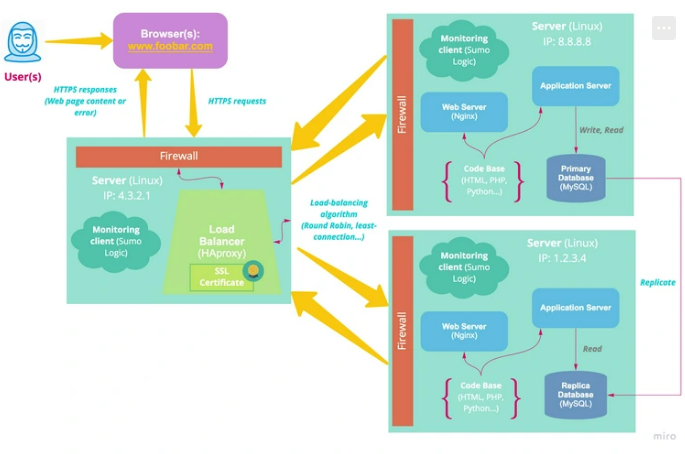 Browser(s):
www.foobar.com
User(s)
HTTPS responses
(Web page content or
error)
HTTPS requests
Firewall
Server (Linux)
IP: 4.3.2.1
Monitoring
client (Sumo
Logic)
Load
Balancer
(HAproxy)
SSL
Certificate
Load-balancing
algorithm
(Round Robin, least-
connection...)
Firewall
Monitoring
client (Sumo
Logic)
Server (Linux)
IP: 8.8.8.8
Web Server
(Nginx)
Application Server
Write, Read
Code Base
(HTML, PHP,
Python...)
Primary
Database
(MySQL)
Replicate
Firewall
Monitoring
client (Sumo
Logic)
Server (Linux)
IP: 1.2.3.4
Web Server
(Nginx)
Application Server
Read
Code Base
(HTML, PHP,
Python...)
Replica
Database
(MySQL)
miro